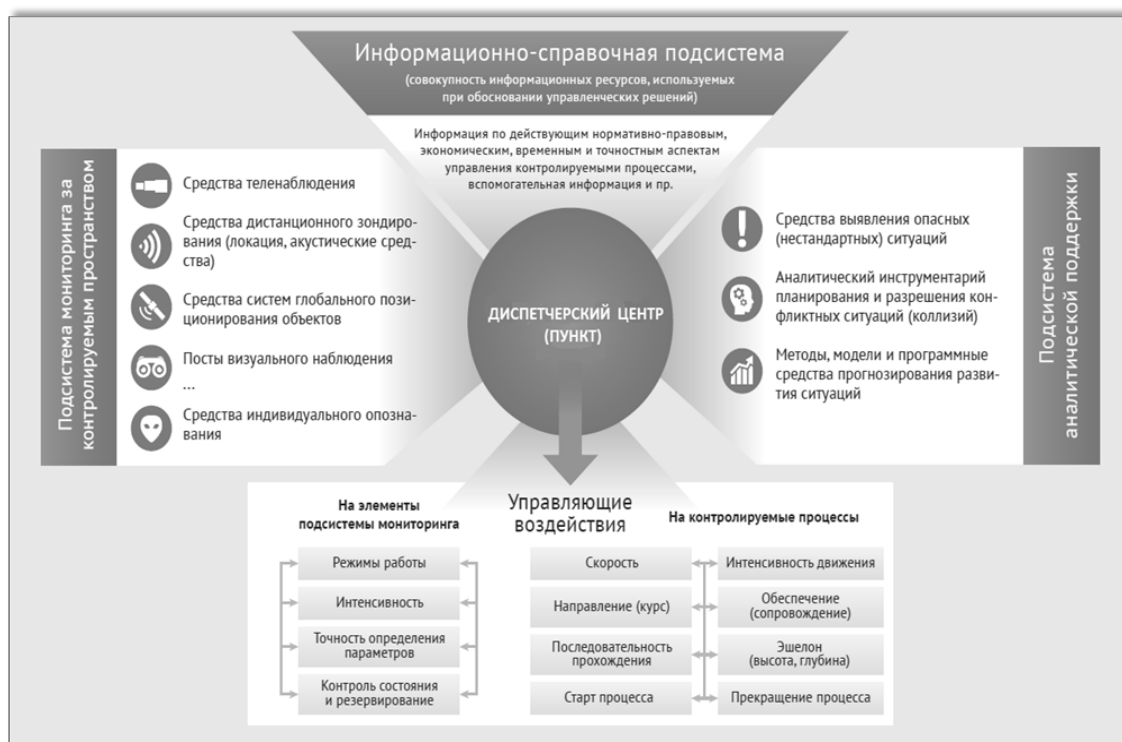 Информационно-справочная подсистема
(совокупность информационных ресурсов, используемых
при обосновании управленческих решений)
Информация по действующим нормативно-правовым,
экономическим, временным и точностным аспектам
управления контролируемыми процессами,
вспомогательная информация и пр.
Подсистема мониторинга за
контролируемым пространством
Средства теленаблюдения
Средства дистанционного зондиро-
вания (локация, акустические сред-
ства)
Средства систем глобального пози-
ционирования объектов
Посты визуального наблюдения
...
Средства индивидуального опозна-
вания
ДИСПЕТЧЕРСКИЙ ЦЕНТР
(ПУНКТ)
Средства выявления опасных
(нестандартных) ситуаций
Аналитический инструментарий
планирования и разрешения кон-
фликтных ситуаций (коллизий)
Методы, модели и программные
средства прогнозирования разви-
тия ситуаций
Подсистема
аналитической поддержки
Управляющие
воздействия
На элементы
подсистемы мониторинга
Режимы работы
Интенсивность
Точность определения
параметров
Контроль состояния
и резервирование
На контролируемые процессы
Скорость
Направление (курс)
Последовательность
прохождения
Старт процесса
Интенсивность движения
Обеспечение
(сопровождение)
Эшелон
(высота, глубина)
Прекращение процесса